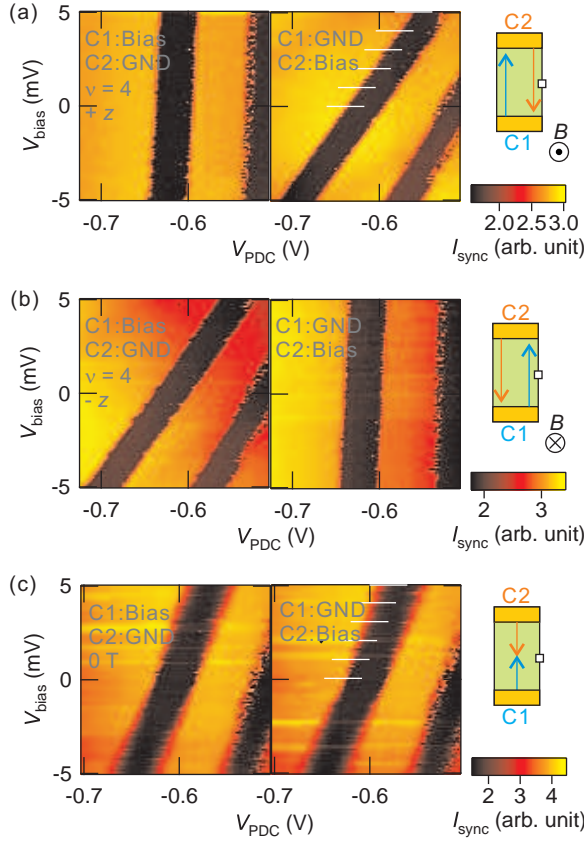 (a)
5
0
-5
V_bias (mV)
C1:Bias
C2:GND
ν = 4
+ z
C1:GND
C2:Bias
-0.7
-0.6
-0.7
-0.6
V_PDC (V)
C2
C1
B
2.0
2.5
3.0
I_sync (arb. unit)
(b)
5
0
-5
V_bias (mV)
C1:Bias
C2:GND
ν = 4
- z
C1:GND
C2:Bias
-0.7
-0.6
-0.7
-0.6
V_PDC (V)
C2
C1
B
2
3
I_sync (arb. unit)
(c)
5
0
-5
V_bias (mV)
C1:Bias
C2:GND
0 T
C1:GND
C2:Bias
-0.7
-0.6
-0.7
-0.6
V_PDC (V)
C2
C1
2
3
4
I_sync (arb. unit)